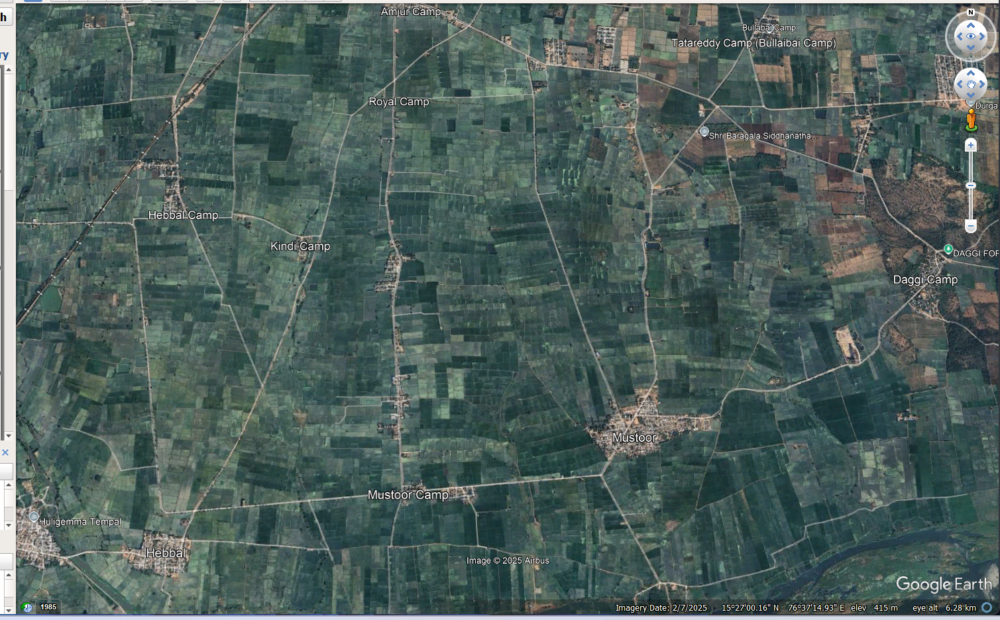 h
ry
Amjur Camp
Bullabai Camp
Tatareddy Camp (Bullaibai Camp)
N
Royal Camp
Durga
Shri Baragala Siddhanatha...
Hebbal Camp
Kindi Camp
DAGGI FOR
Daggi Camp
Mustoor
Mustoor Camp
Huligemma Tempal
Hebbal
Image © 2025 Airbus
Google Earth
1985
Imagery Date: 2/7/2025 15°27'00.16" N 76°37'14.93" E elev 415 m eye alt 6.28 km